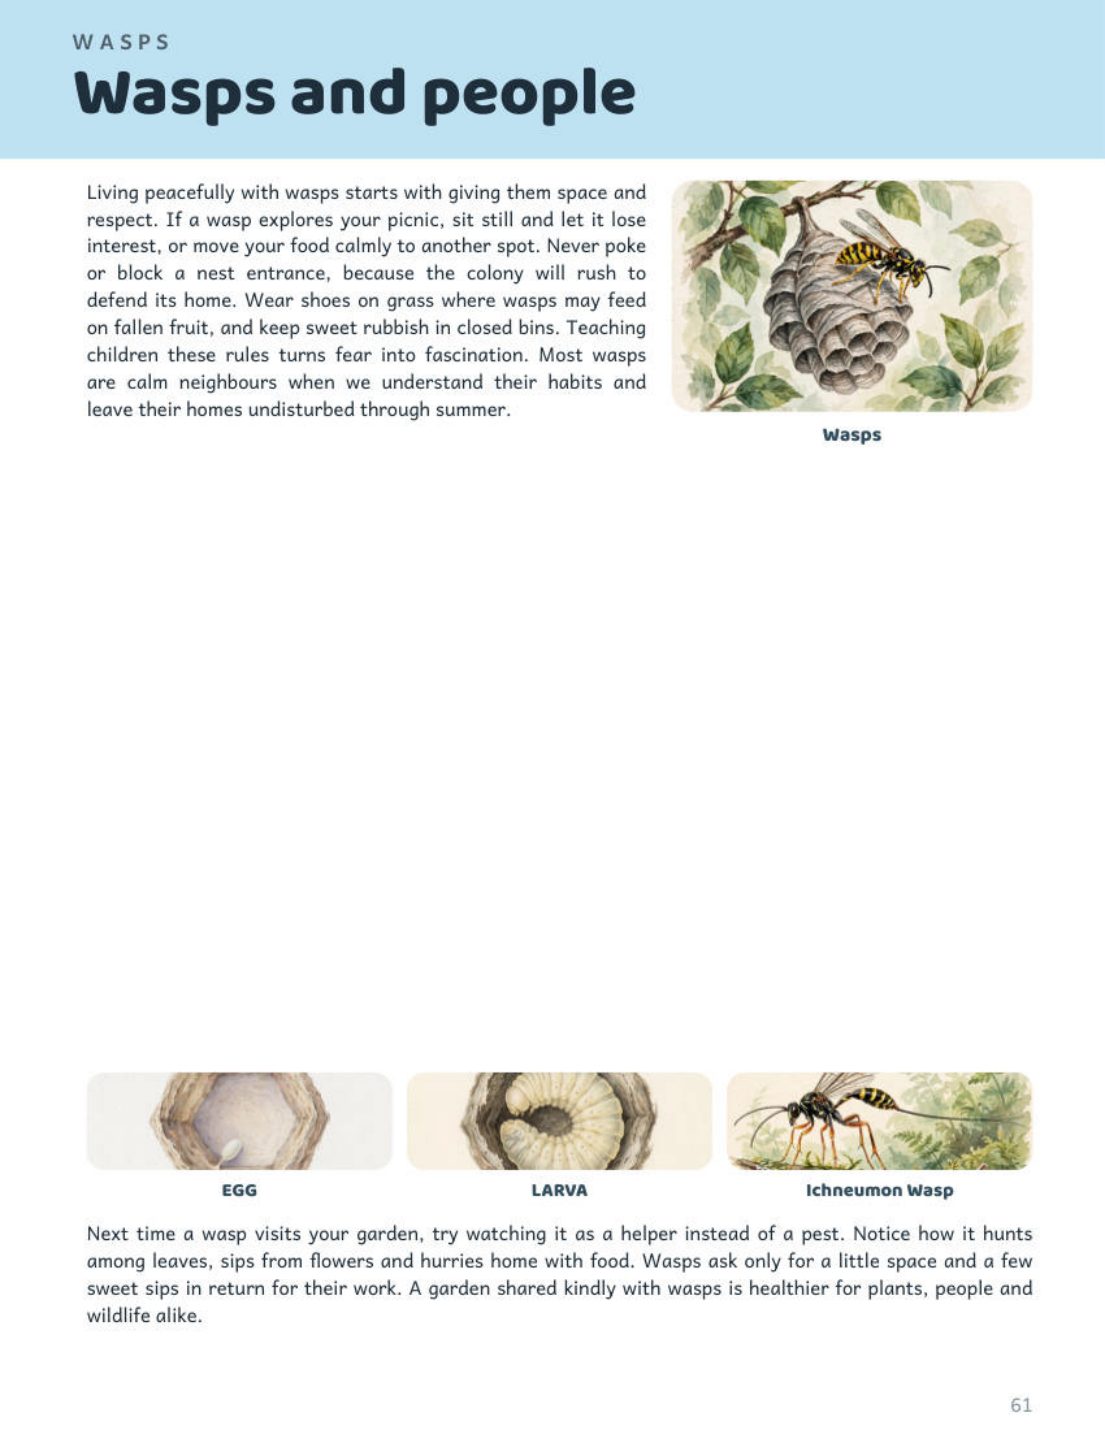 WASPS
Wasps and people
Living peacefully with wasps starts with giving them space and
respect. If a wasp explores your picnic, sit still and let it lose
interest, or move your food calmly to another spot. Never poke
or block a nest entrance, because the colony will rush to
defend its home. Wear shoes on grass where wasps may feed
on fallen fruit, and keep sweet rubbish in closed bins. Teaching
children these rules turns fear into fascination. Most wasps
are calm neighbours when we understand their habits and
leave their homes undisturbed through summer.
Wasps
EGG
LARVA
Ichneumon Wasp
Next time a wasp visits your garden, try watching it as a helper instead of a pest. Notice how it hunts
among leaves, sips from flowers and hurries home with food. Wasps ask only for a little space and a few
sweet sips in return for their work. A garden shared kindly with wasps is healthier for plants, people and
wildlife alike.
61